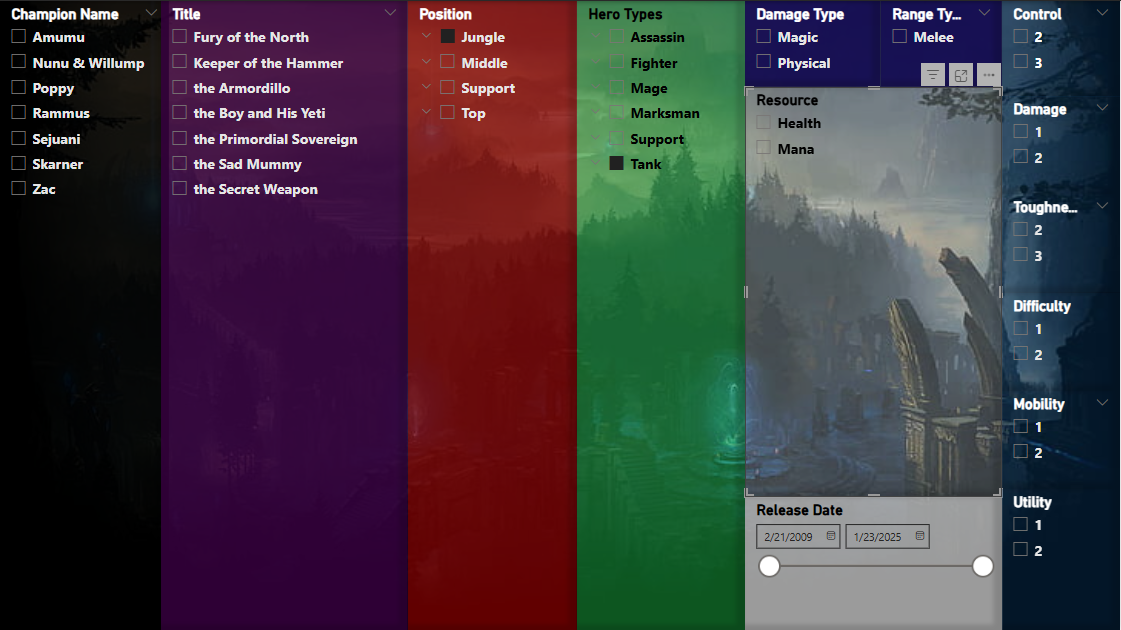 Champion Name
Amumu
Nunu & Willump
Poppy
Rammus
Sejuani
Skarner
Zac
Title
Fury of the North
Keeper of the Hammer
the Armordillo
the Boy and His Yeti
the Primordial Sovereign
the Sad Mummy
the Secret Weapon
Position
Jungle
Middle
Support
Top
Hero Types
Assassin
Fighter
Mage
Marksman
Support
Tank
Damage Type
Magic
Physical
Range Ty...
Melee
Resource
Health
Mana
Release Date
2/21/2009
1/23/2025
Control
2
3
Damage
1
2
Toughne...
2
3
Difficulty
1
2
Mobility
1
2
Utility
1
2